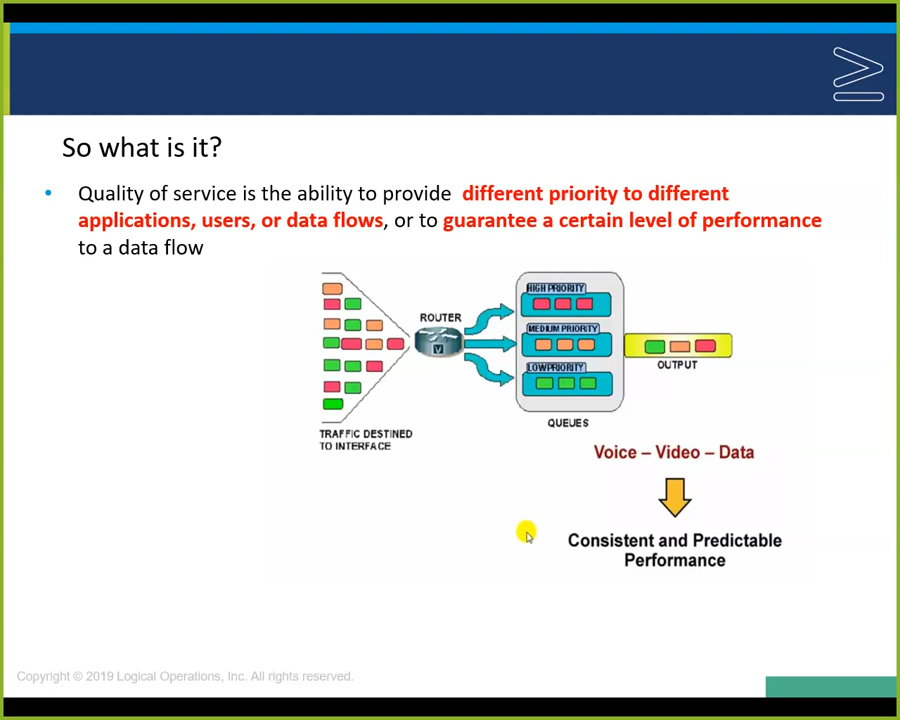 So what is it?
• Quality of service is the ability to provide  different priority to different
applications, users, or data flows, or to guarantee a certain level of performance
to a data flow
HIGH PRIORITY
ROUTER
MEDIUM PRIORITY
V
LOW PRIORITY
OUTPUT
QUEUES
TRAFFIC DESTINED
TO INTERFACE
Voice – Video – Data
Consistent and Predictable
Performance
Copyright © 2019 Logical Operations, Inc. All rights reserved.